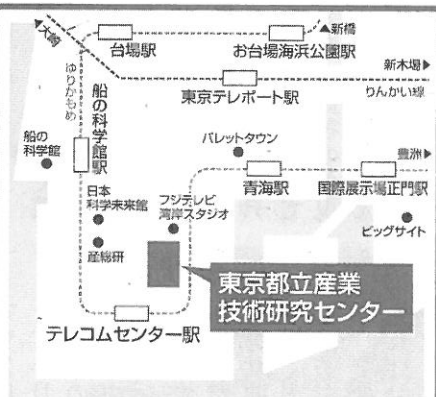 ◀大崎
▲新橋
台場駅
お台場海浜公園駅
新木場▶
東京テレポート駅
りんかい線
ゆりかもめ
船の科学館駅
船の
科学館
パレットタウン
豊洲▶
青海駅
国際展示場正門駅
日本
科学未来館
フジテレビ
湾岸スタジオ
ビッグサイト
産総研
東京都立産業
技術研究センター
テレコムセンター駅